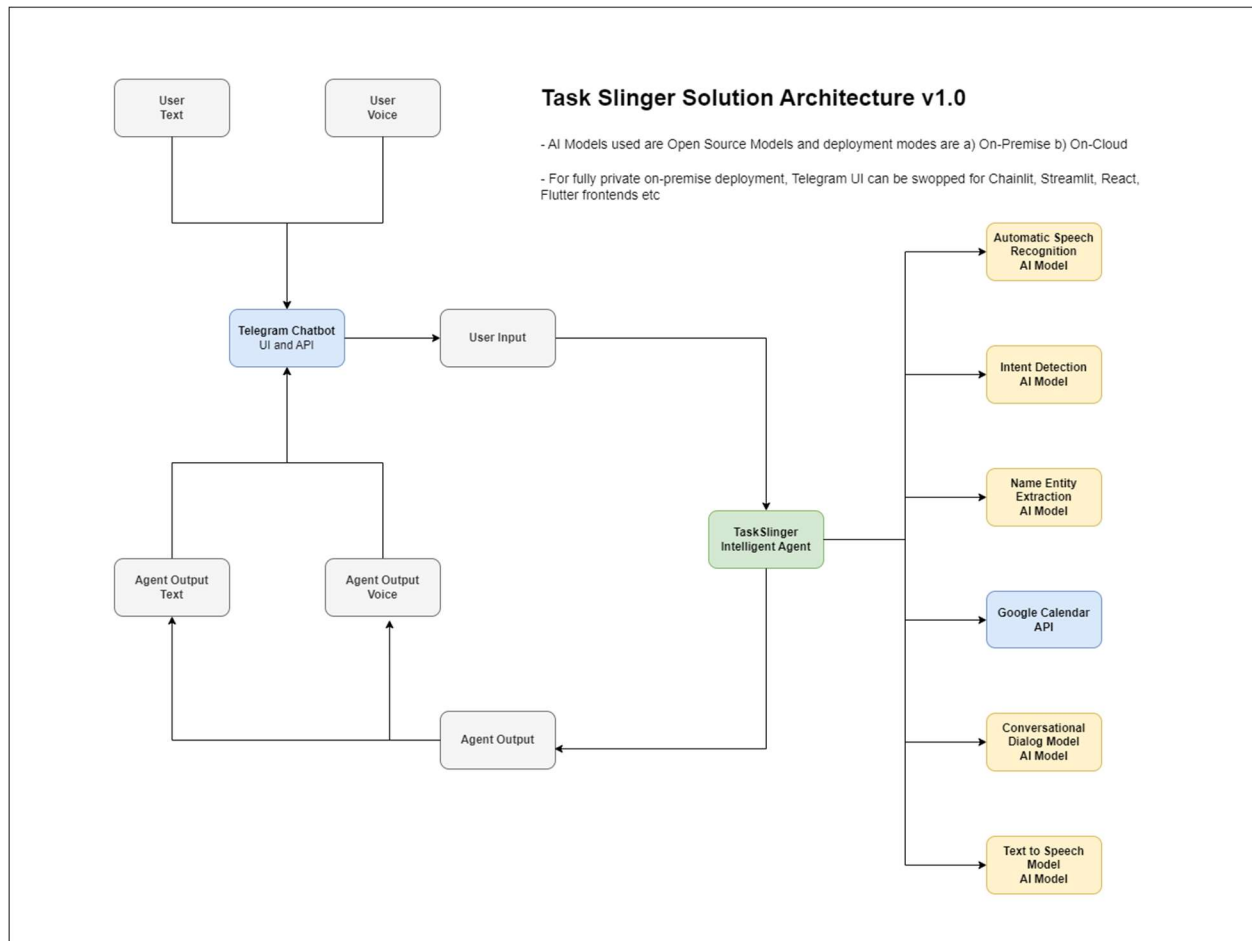 User
Text
User
Voice
Task Slinger Solution Architecture v1.0
- AI Models used are Open Source Models and deployment modes are a) On-Premise b) On-Cloud
- For fully private on-premise deployment, Telegram UI can be swopped for Chainlit, Streamlit, React,
Flutter frontends etc
Automatic Speech
Recognition
AI Model
Telegram Chatbot
UI and API
User Input
Intent Detection
AI Model
Name Entity
Extraction
AI Model
TaskSlinger
Intelligent Agent
Agent Output
Text
Agent Output
Voice
Google Calendar
API
Agent Output
Conversational
Dialog Model
AI Model
Text to Speech
Model
AI Model